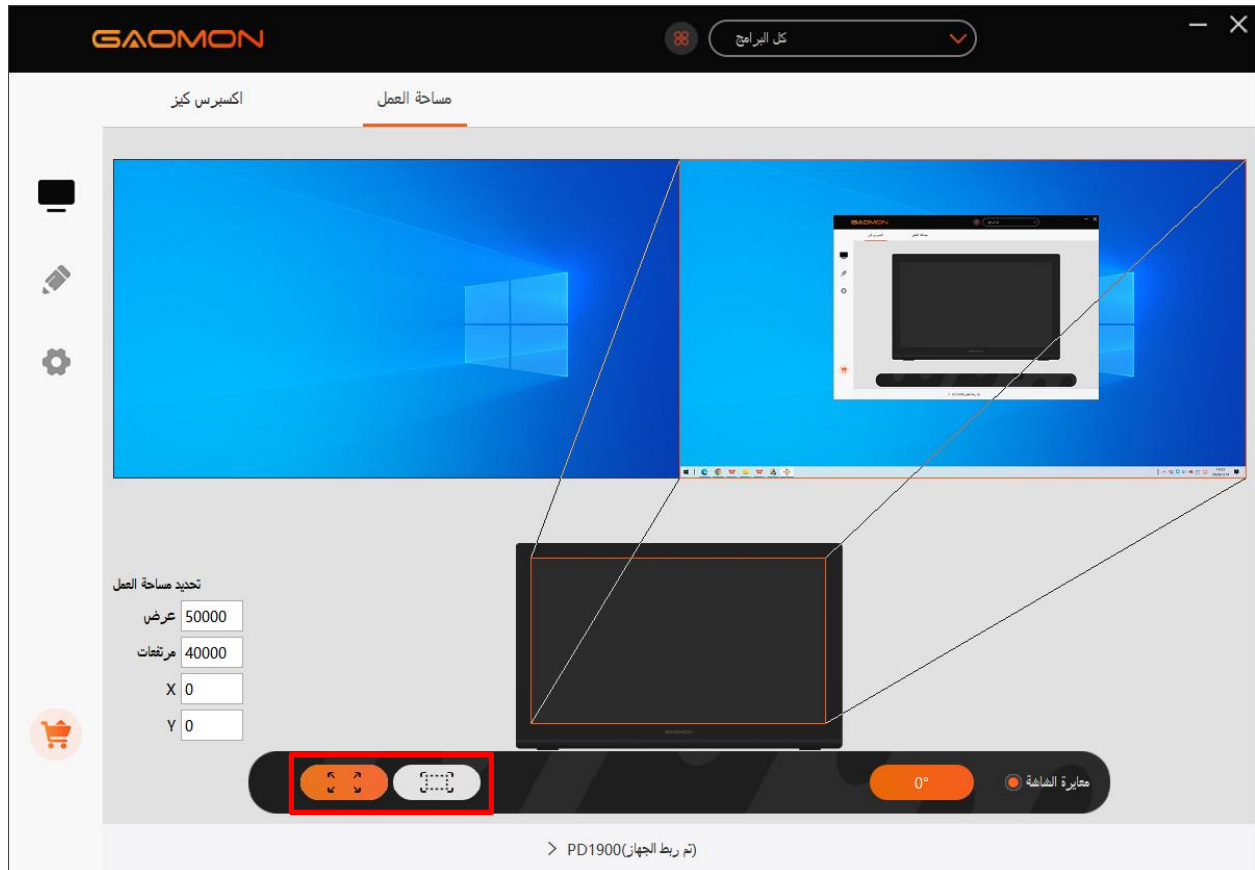 GAOMON
كل البرامج
اكسبرس كيز
مساحة العمل
تحديد مساحة العمل
عرض 50000
مرتفعات 40000
X 0
Y 0
GAOMON
0°
معايرة الشاشة
(تم ربط الجهاز)PD1900 >